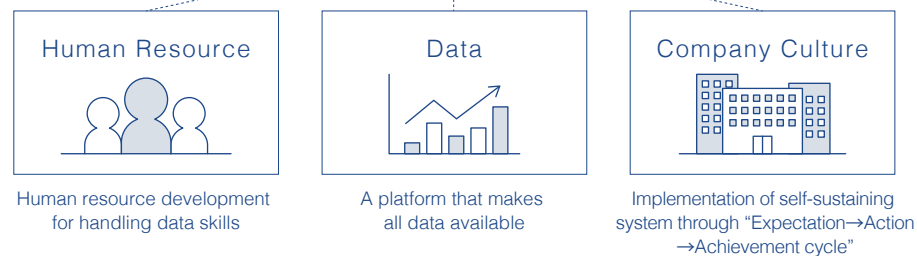 Human Resource
Data
Company Culture
Human resource development
for handling data skills
A platform that makes
all data available
Implementation of self-sustaining
system through “Expectation→Action
→Achievement cycle”